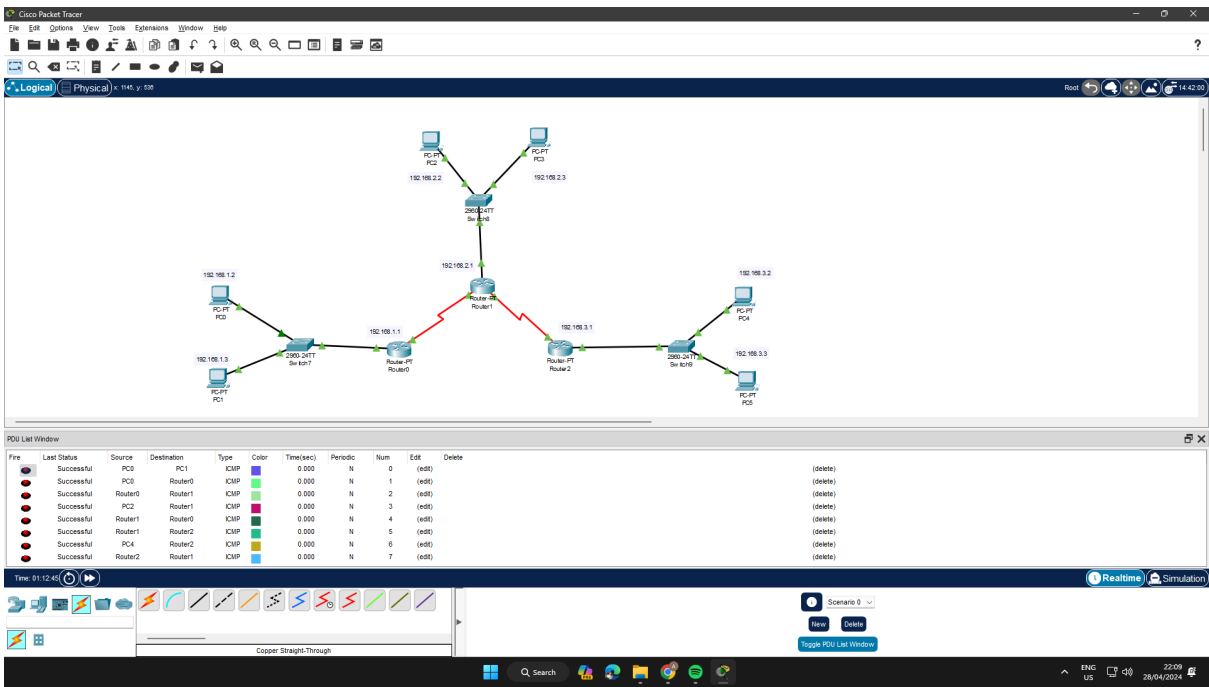 Cisco Packet Tracer
File Edit Options View Tools Extensions Window Help
?
Logical Physical x: 1145, y: 536 Root 14:42:00
PC-PT
PC2
PC-PT
PC3
192.168.2.2 192.168.2.3
2960-24TT
Switch8
192.168.2.1
Router-PT
Router1
192.168.1.2
PC-PT
PC0
192.168.1.3
2960-24TT
Switch7
PC-PT
PC1
192.168.1.1
Router-PT
Router0
192.168.3.1
Router-PT
Router2
192.168.3.2
PC-PT
PC4
2960-24TT
Switch9
192.168.3.3
PC-PT
PC5
PDU List Window
Fire Last Status Source Destination Type Color Time(sec) Periodic Num Edit Delete
Successful PC0 PC1 ICMP 0.000 N 0 (edit) (delete)
Successful PC0 Router0 ICMP 0.000 N 1 (edit) (delete)
Successful Router0 Router1 ICMP 0.000 N 2 (edit) (delete)
Successful PC2 Router1 ICMP 0.000 N 3 (edit) (delete)
Successful Router1 Router0 ICMP 0.000 N 4 (edit) (delete)
Successful Router1 Router2 ICMP 0.000 N 5 (edit) (delete)
Successful PC4 Router2 ICMP 0.000 N 6 (edit) (delete)
Successful Router2 Router1 ICMP 0.000 N 7 (edit) (delete)
Time: 01:12:45 Realtime Simulation
Scenario 0
New Delete
Toggle PDU List Window
Copper Straight-Through
Search ENG US 22:09 28/04/2024